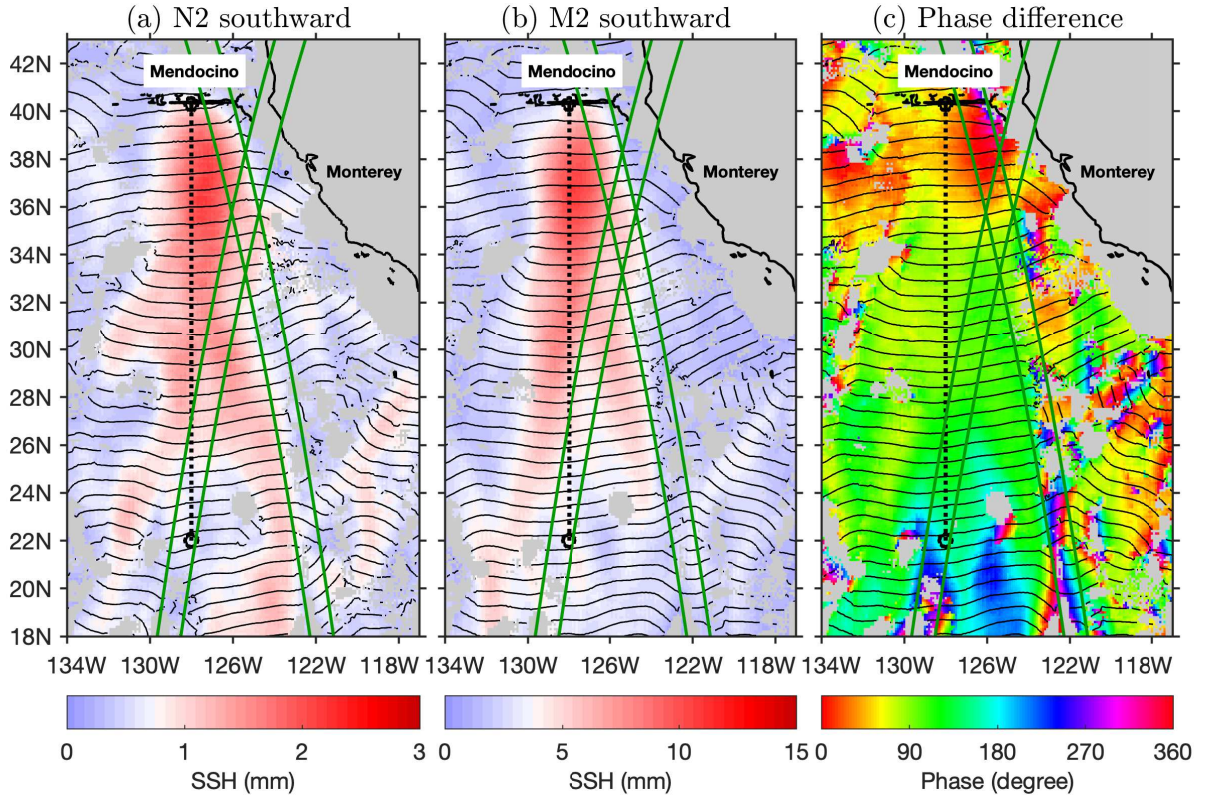 (a) N2 southward (b) M2 southward (c) Phase difference
42N Mendocino Mendocino Mendocino
40N
38N Monterey Monterey Monterey
36N
34N
32N
30N
28N
26N
24N
22N
20N
18N
134W 130W 126W 122W 118W 134W 130W 126W 122W 118W 134W 130W 126W 122W 118W
0 1 2 3 0 5 10 15 0 90 180 270 360
SSH (mm) SSH (mm) Phase (degree)